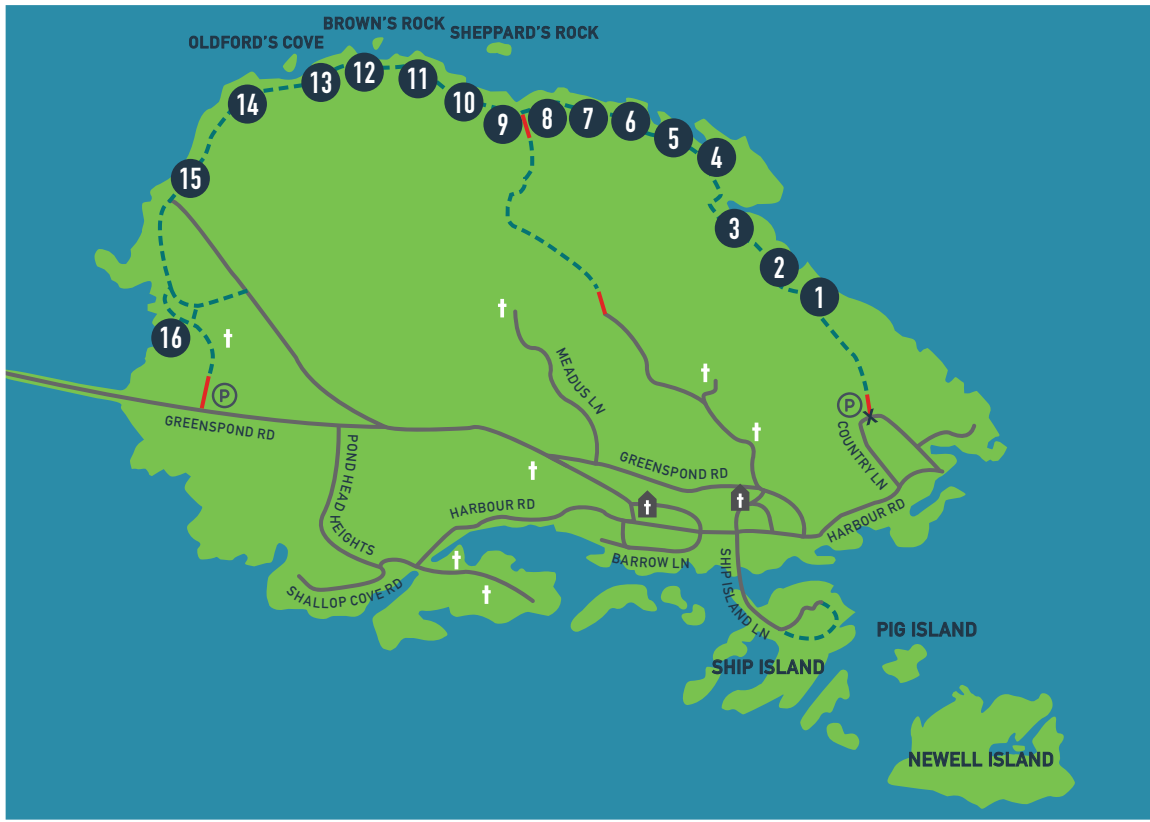 BROWN'S ROCK
OLDFORD'S COVE
SHEPPARD'S ROCK
13
12
11
14
10
9
8
7
6
5
4
15
3
2
1
16
P
P
X
MEADUS LN
GREENSPOND RD
POND HEAD HEIGHTS
GREENSPOND RD
COUNTRY LN
HARBOUR RD
HARBOUR RD
BARROW LN
SHALLOP COVE RD
SHIP ISLAND LN
PIG ISLAND
SHIP ISLAND
NEWELL ISLAND